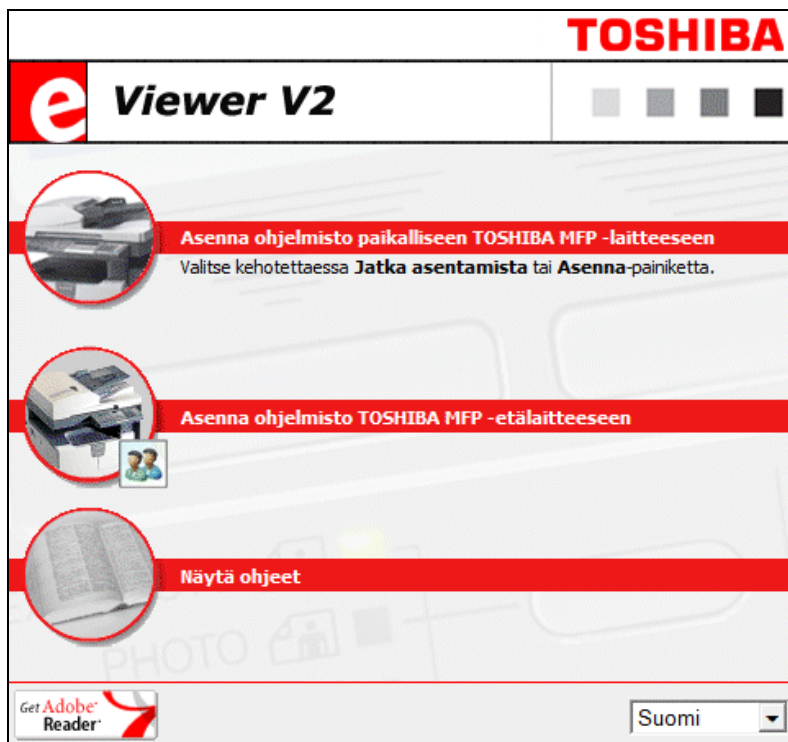 TOSHIBA
e Viewer V2
Asenna ohjelmisto paikalliseen TOSHIBA MFP -laitteeseen
Valitse kehotettaessa Jatka asentamista tai Asenna-painiketta.
Asenna ohjelmisto TOSHIBA MFP -etälaitteeseen
Näytä ohjeet
PHOTO
Get Adobe
Reader
Suomi